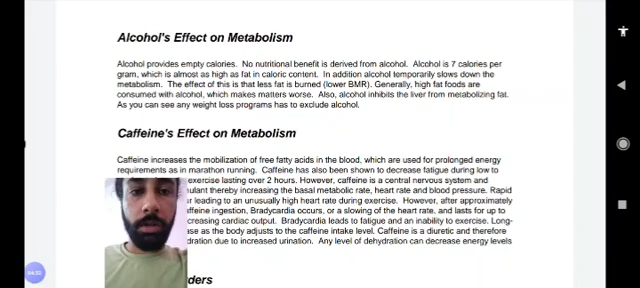 Alcohol's Effect on Metabolism
Alcohol provides empty calories. No nutritional benefit is derived from alcohol. Alcohol is 7 calories per
gram, which is almost as high as fat in caloric content. In addition alcohol temporarily slows down the
metabolism. The effect of this is that less fat is burned (lower BMR). Generally, high fat foods are
consumed with alcohol, which makes matters worse. Also, alcohol inhibits the liver from metabolizing fat.
As you can see any weight loss programs has to exclude alcohol.
Caffeine's Effect on Metabolism
Caffeine increases the mobilization of free fatty acids in the blood, which are used for prolonged energy
requirements as in marathon running. Caffeine has also been shown to decrease fatigue during low to
exercise lasting over 2 hours. However, caffeine is a central nervous system and
ulant thereby increasing the basal metabolic rate, heart rate and blood pressure. Rapid
r leading to an unusually high heart rate during exercise. However, after approximately
affeine ingestion, Bradycardia occurs, or a slowing of the heart rate, and lasts for up to
creasing cardiac output. Bradycardia leads to fatigue and an inability to exercise. Long-
ase as the body adjusts to the caffeine intake level. Caffeine is a diuretic and therefore
dration due to increased urination. Any level of dehydration can decrease energy levels
ders